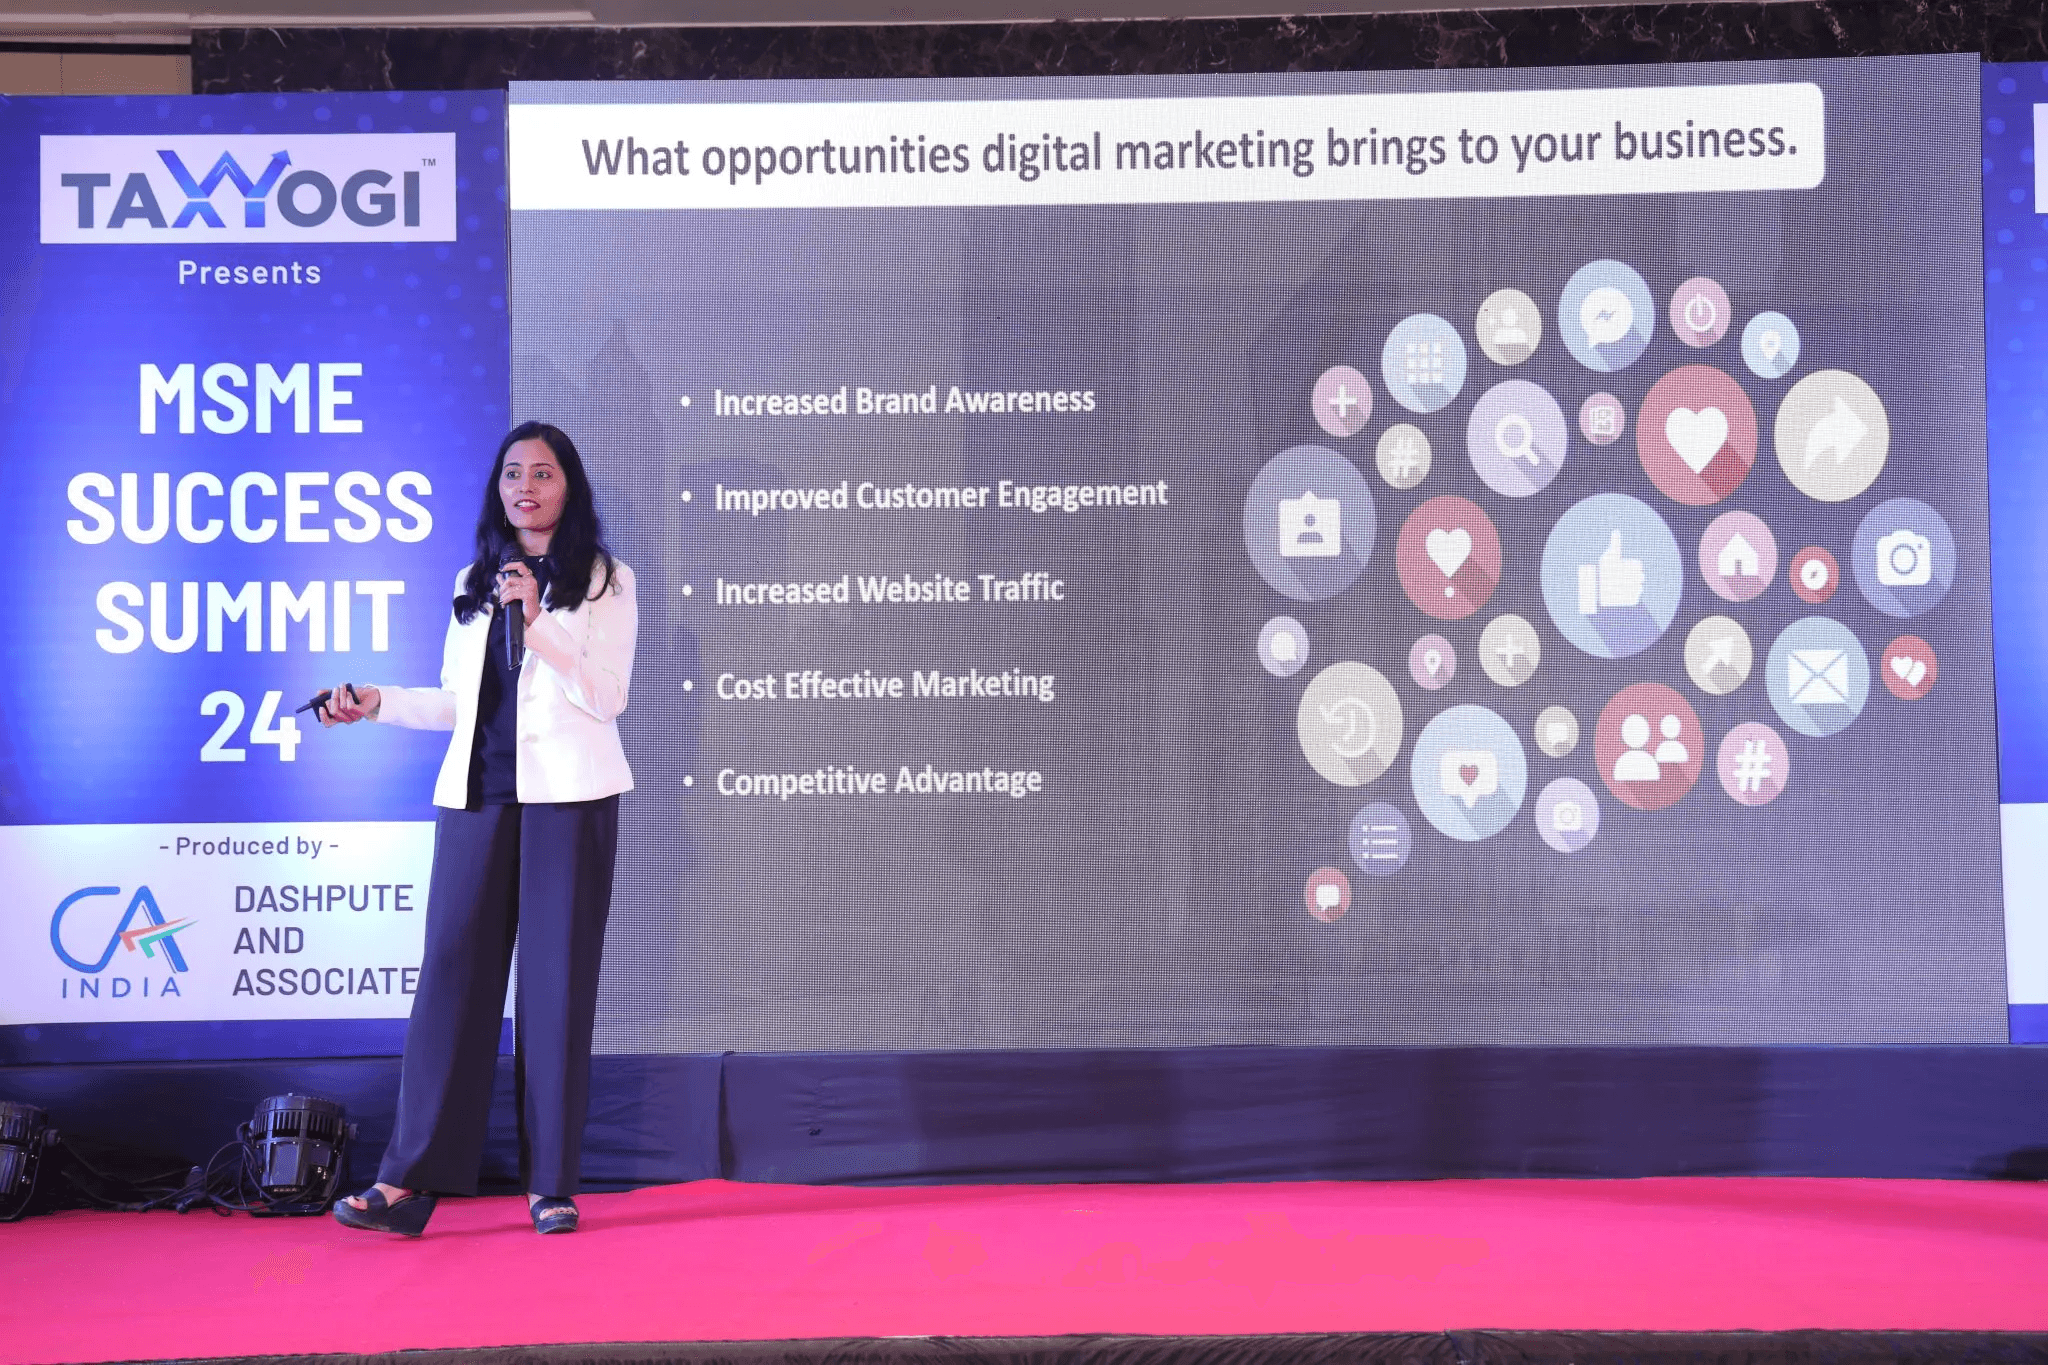 TAXYOGI™
Presents
MSME
SUCCESS
SUMMIT
24
- Produced by -
CA
INDIA
DASHPUTE
AND
ASSOCIATE
What opportunities digital marketing brings to your business.
• Increased Brand Awareness
• Improved Customer Engagement
• Increased Website Traffic
• Cost Effective Marketing
• Competitive Advantage